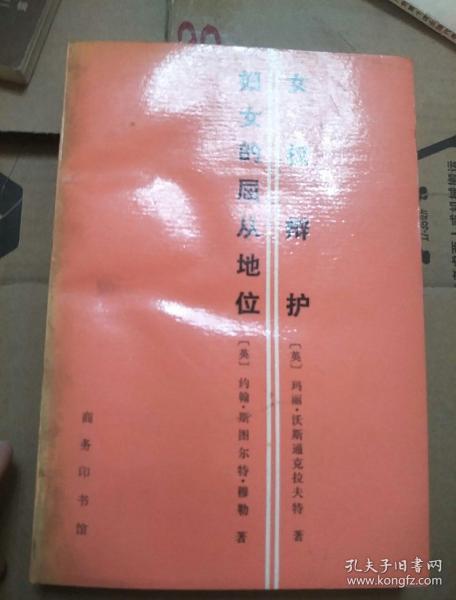 女权辩护
[英] 玛丽·沃斯通克拉夫特 著
妇女的屈从地位
[英] 约翰·斯图尔特·穆勒 著
商务印书馆
孔夫子旧书网
www.kongfz.com